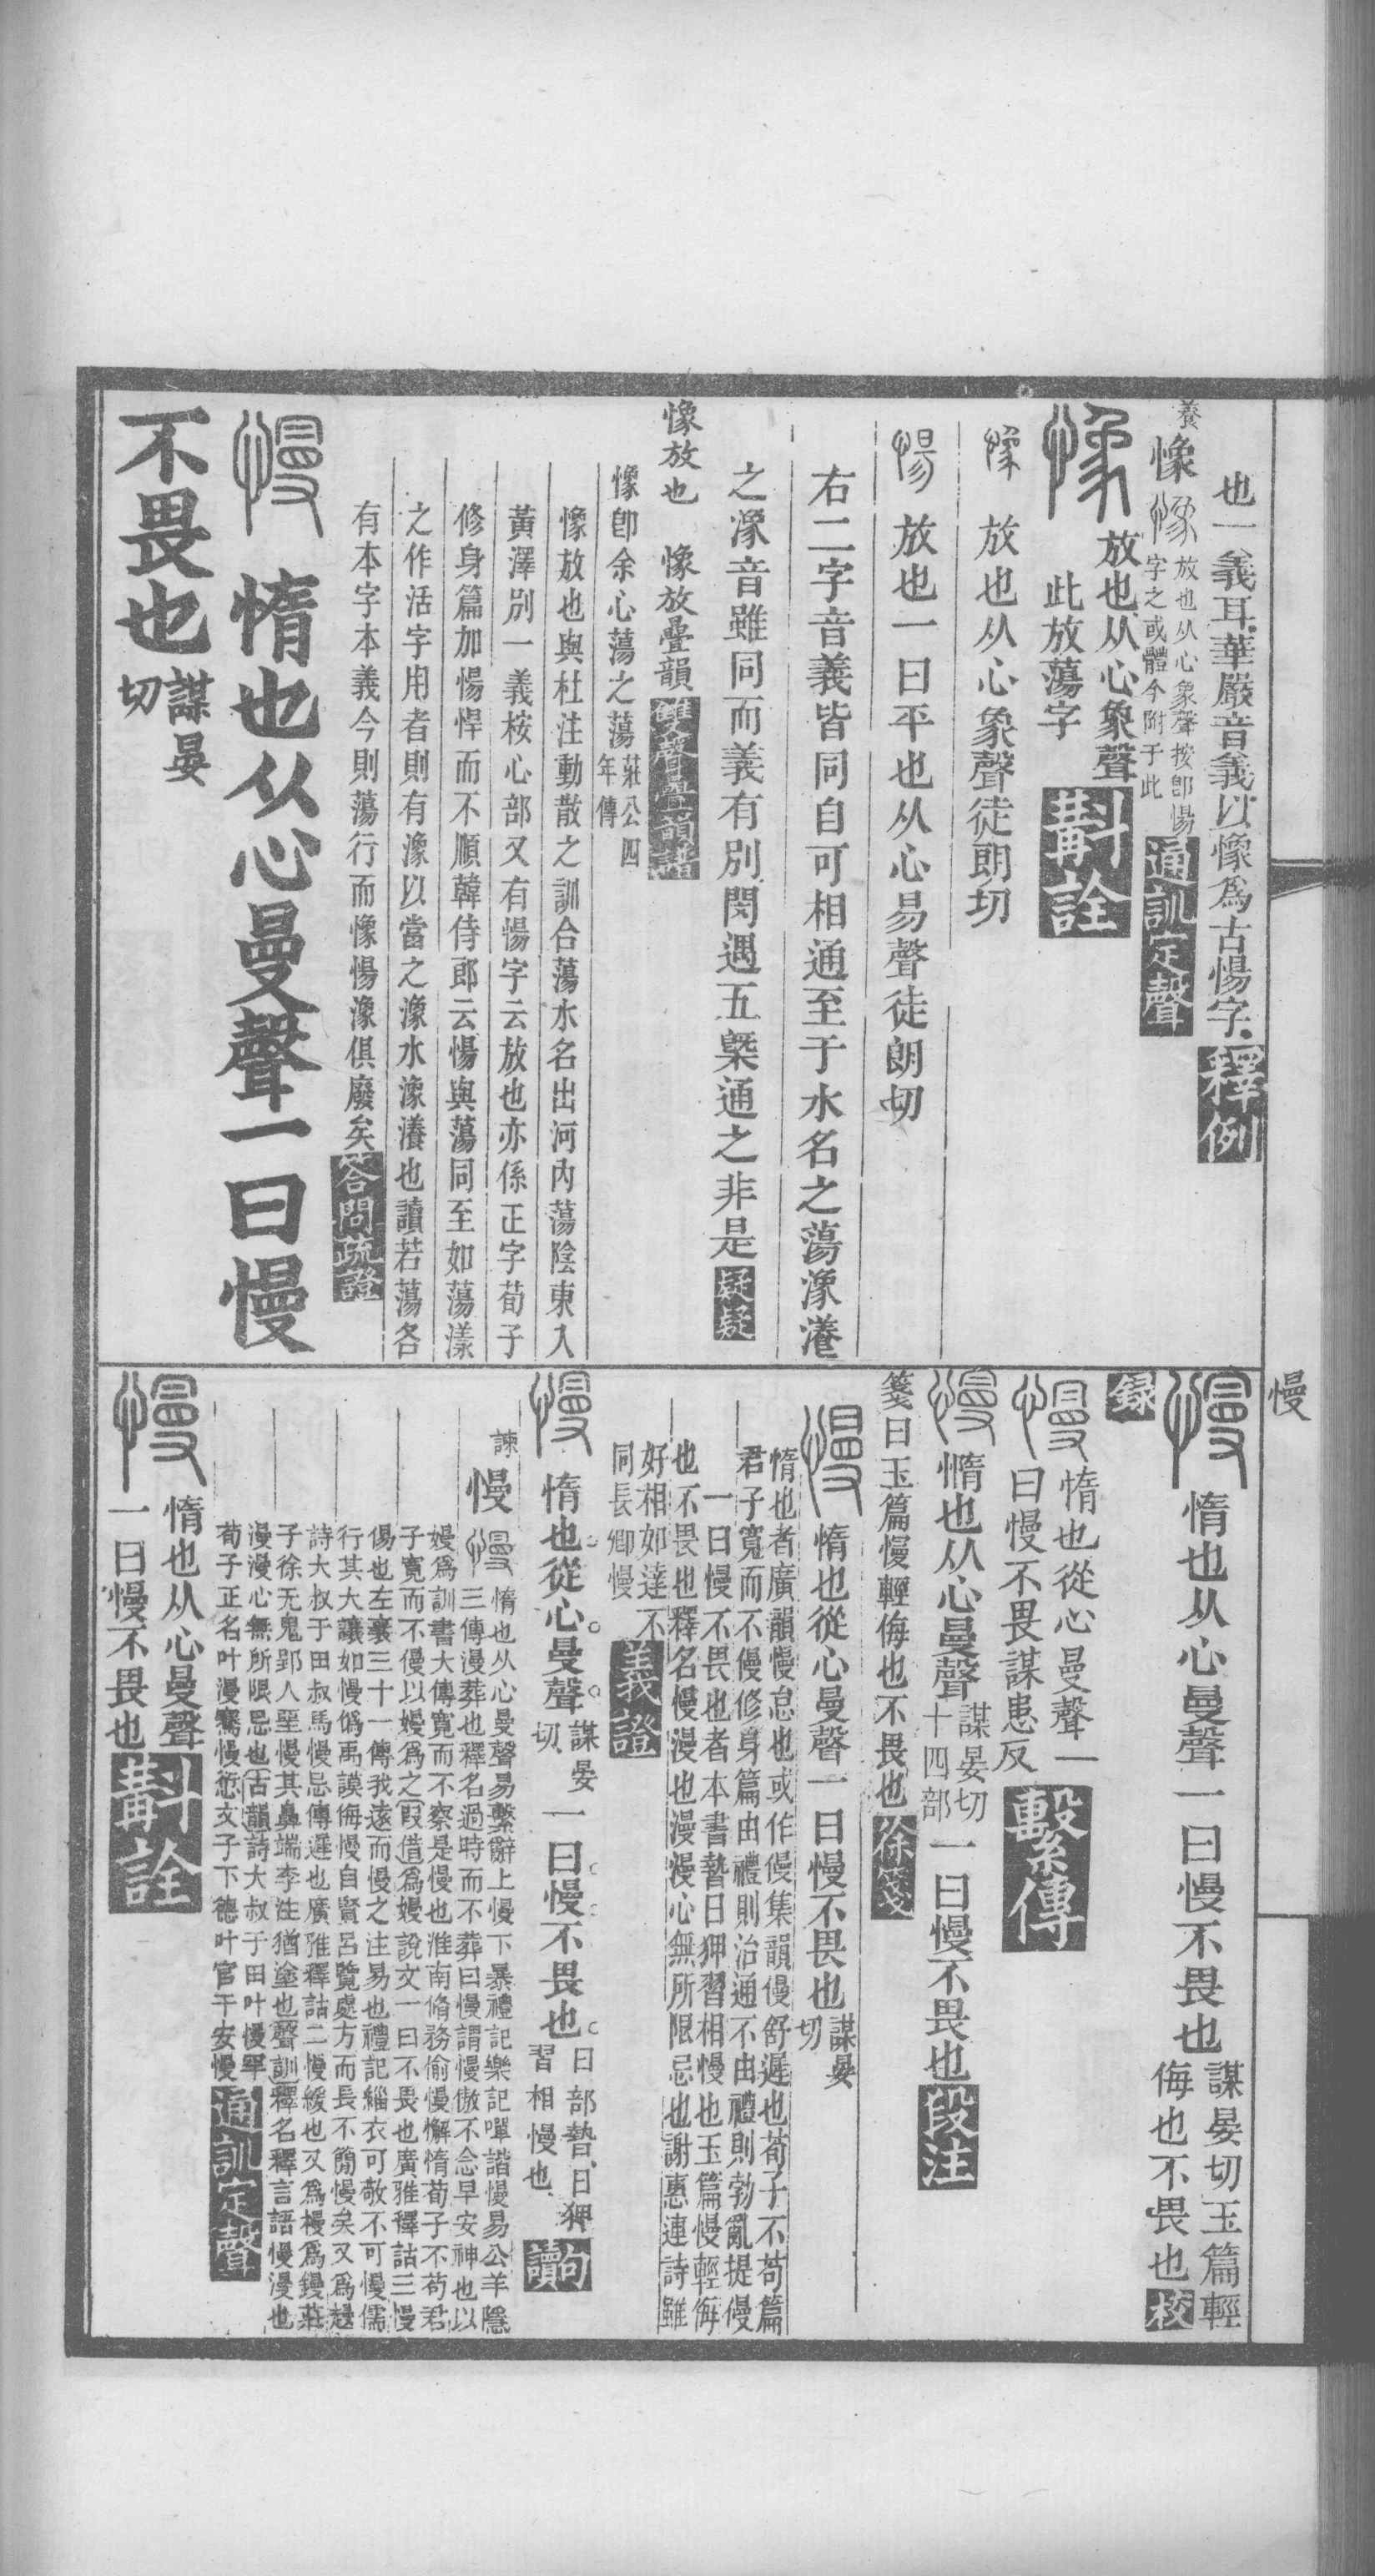 也一義耳華嚴音義以憶爲古愓字釋例
養
憶 放也从心象聲按卽愓
字之或體今附于此 通訓定聲
放也从心象聲
此放蕩字 斠詮
放也从心象聲徒朗切
放也一曰平也从心昜聲徒朗切
右二字音義皆同自可相通至于水名之蕩潒瀁
之潒音雖同而義有別閔遇五槩通之非是 疑疑
憿放也 憿放疊韻 雙聲疊韻譜
憿卽余心蕩之蕩 莊公四
年傳
憿放也與杜注動散之訓合蕩水名出河內蕩陰東入
黃澤別一義桉心部又有愓字云放也亦係正字荀子
修身篇加愓悍而不順韓侍郎云愓與蕩同至如蕩漾
之作活字用者則有潒以當之潒水潒瀁也讀若蕩各
有本字本義今則蕩行而憿愓潒俱廢矣 答問疏證
慢 惰也从心曼聲一曰慢
不畏也 謀晏
切
慢
慢 惰也从心曼聲一曰慢不畏也 謀晏切玉篇輕
侮也不畏也 校
錄
慢 惰也從心曼聲一
曰慢不畏謀患反 繫傳
慢 惰也从心曼聲 謀晏切
十四部 一曰慢不畏也 段注
箋曰玉篇慢輕侮也不畏也 徐箋
慢 惰也從心曼聲一曰慢不畏也 謀晏
切
惰也者廣韻慢怠也或作僈集韻僈舒遲也荀子不苟篇
君子寬而不僈修身篇由禮則治通不由禮則勃亂提僈
一曰慢不畏也者本書暬日狎習相慢也玉篇慢輕侮
也不畏也釋名慢漫也漫漫心無所限忌也謝惠連詩雖
好相如達不
同長卿慢 義證
慢 惰也從心曼聲 謀晏
切 一曰慢不畏也 日部暬日狎
習相慢也 句讀
諫
慢 惰也从心曼聲易繫辭上慢下暴禮記樂記嘽諧慢易公羊隱
三傳漫葬也釋名過時而不葬曰慢謂慢傲不念早安神也以
嫚爲訓書大傳寬而不察是慢也淮南脩務偷慢懈惰荀子不苟君
子寬而不僈以嫚爲之叚借爲嫚說文一曰不畏也廣雅釋詁三慢
傷也左襄三十一傳我遠而慢之注易也禮記緇衣可敬不可慢儒
行其大讓如慢僞禹謨侮慢自賢呂覽處方而長不簡慢矣又爲趧
詩大叔于田叔馬慢忌傳遲也廣雅釋詁二慢緩也又爲槾爲鏝莊
子徐无鬼郢人堊慢其鼻端李注猶塗也聲訓釋名釋言語慢漫也
漫漫心無所限忌也古韻詩大叔于田叶慢罕
荀子正名叶漫騫慢愆文子下德叶官干安慢 通訓定聲
慢 惰也从心曼聲
一曰慢不畏也 斠詮